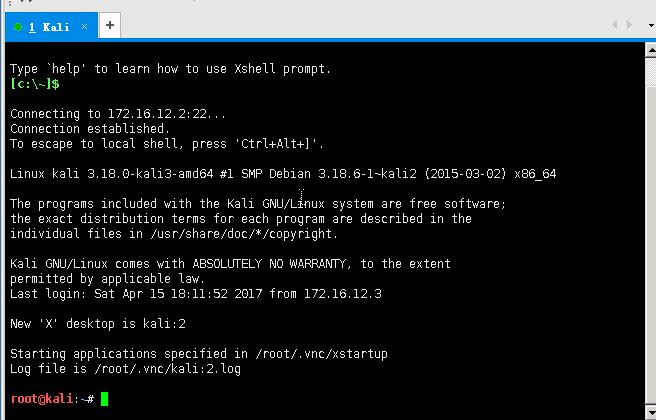 1 Kali × +
Type `help' to learn how to use Xshell prompt.
[c:\~]$
Connecting to 172.16.12.2:22...
Connection established.
To escape to local shell, press 'Ctrl+Alt+]'.
Linux kali 3.18.0-kali3-amd64 #1 SMP Debian 3.18.6-1~kali2 (2015-03-02) x86_64
The programs included with the Kali GNU/Linux system are free software;
the exact distribution terms for each program are described in the
individual files in /usr/share/doc/*/copyright.
Kali GNU/Linux comes with ABSOLUTELY NO WARRANTY, to the extent
permitted by applicable law.
Last login: Sat Apr 15 18:11:52 2017 from 172.16.12.3
New 'X' desktop is kali:2
Starting applications specified in /root/.vnc/xstartup
Log file is /root/.vnc/kali:2.log
root@kali:~#